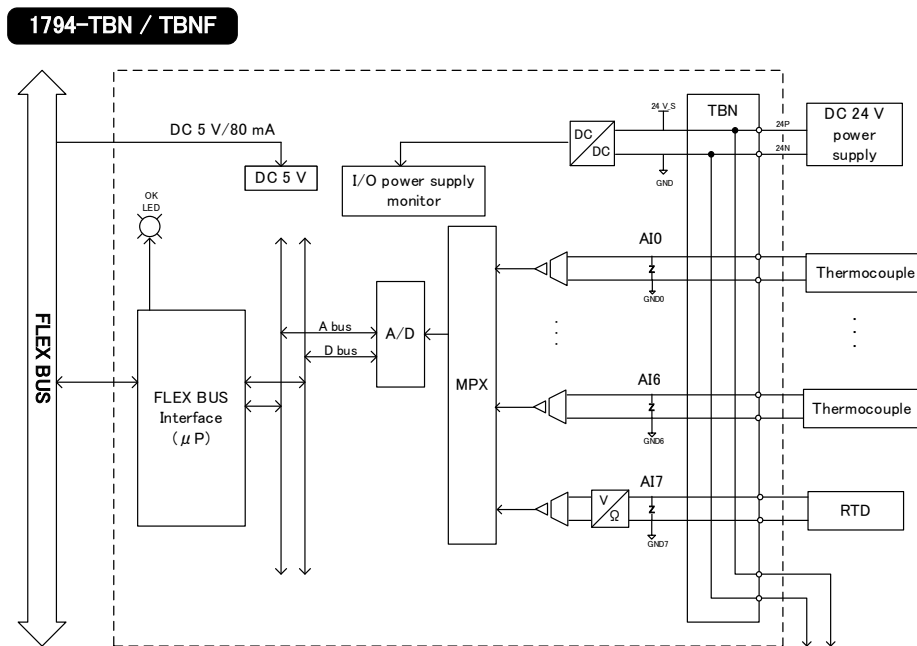 1794-TBN / TBNF
DC 5 V/80 mA
DC 5 V
OK
LED
I/O power supply
monitor
DC
DC
24 V_S
GND
TBN
24P
24N
DC 24 V
power
supply
FLEX BUS
FLEX BUS
Interface
(μP)
A bus
D bus
A/D
MPX
AI0
GND0
Thermocouple
AI6
GND6
Thermocouple
AI7
V
Ω
GND7
RTD